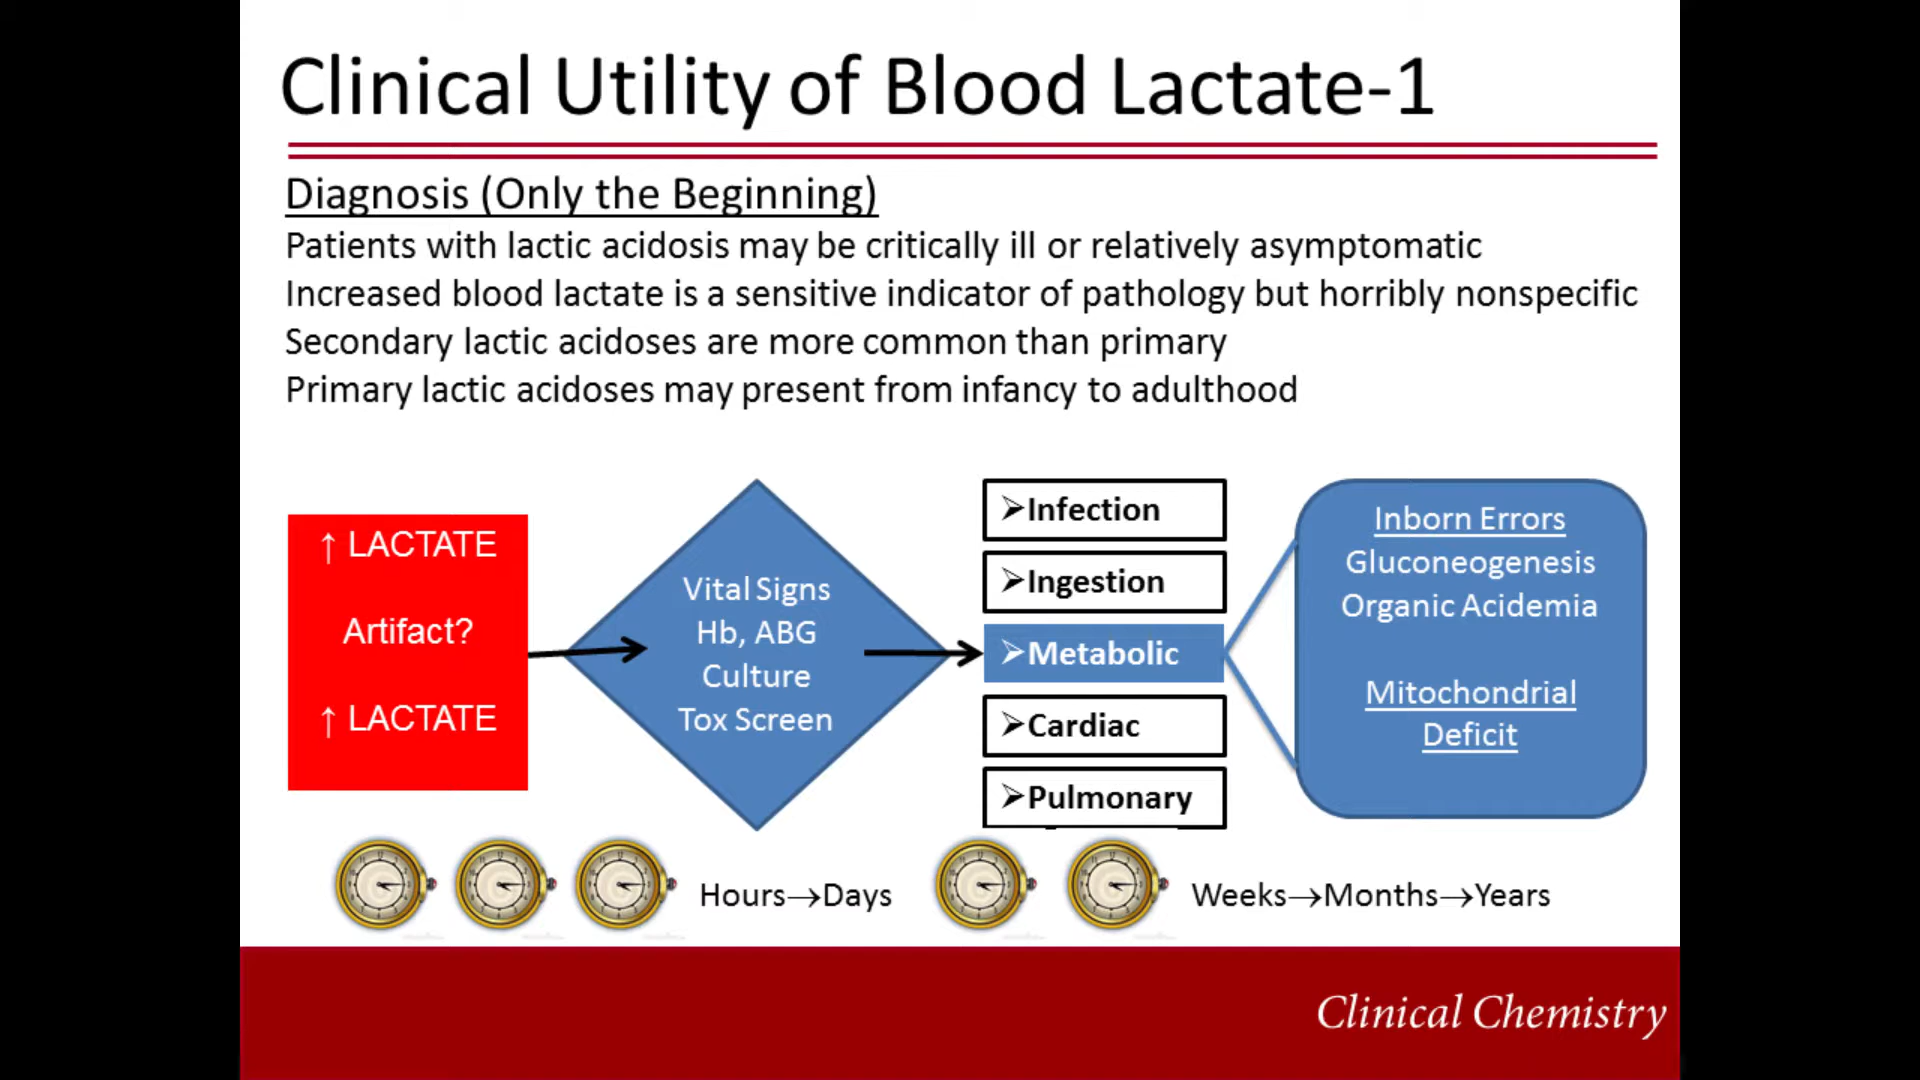 Clinical Utility of Blood Lactate-1
Diagnosis (Only the Beginning)
Patients with lactic acidosis may be critically ill or relatively asymptomatic
Increased blood lactate is a sensitive indicator of pathology but horribly nonspecific
Secondary lactic acidoses are more common than primary
Primary lactic acidoses may present from infancy to adulthood
↑ LACTATE
Artifact?
↑ LACTATE
Vital Signs
Hb, ABG
Culture
Tox Screen
➢Infection
➢Ingestion
➢Metabolic
➢Cardiac
➢Pulmonary
Inborn Errors
Gluconeogenesis
Organic Acidemia
Mitochondrial
Deficit
Hours→Days
Weeks→Months→Years
Clinical Chemistry